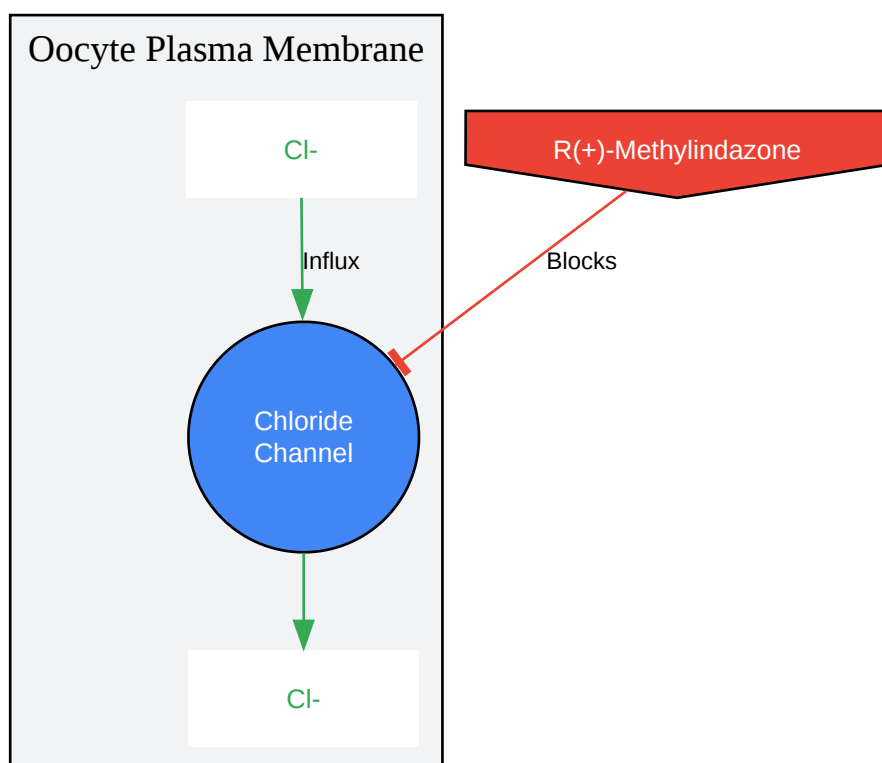 Oocyte Plasma Membrane
Cl-
R(+)-Methylindazone
Influx
Blocks
Chloride
Channel
Cl-